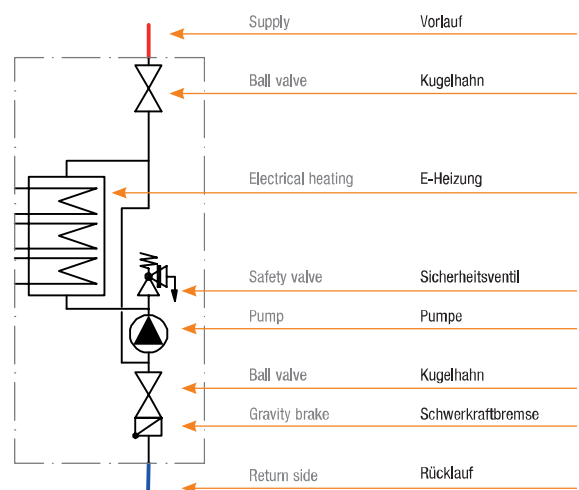 Supply Vorlauf
Ball valve Kugelhahn
Electrical heating E-Heizung
Safety valve Sicherheitsventil
Pump Pumpe
Ball valve Kugelhahn
Gravity brake Schwerkraftbremse
Return side Rücklauf